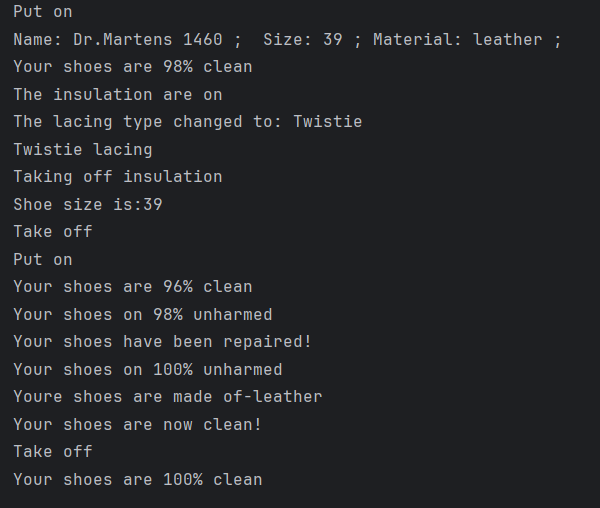 Put on
Name: Dr.Martens 1460 ;  Size: 39 ; Material: leather ;
Your shoes are 98% clean
The insulation are on
The lacing type changed to: Twistie
Twistie lacing
Taking off insulation
Shoe size is:39
Take off
Put on
Your shoes are 96% clean
Your shoes on 98% unharmed
Your shoes have been repaired!
Your shoes on 100% unharmed
Youre shoes are made of-leather
Your shoes are now clean!
Take off
Your shoes are 100% clean